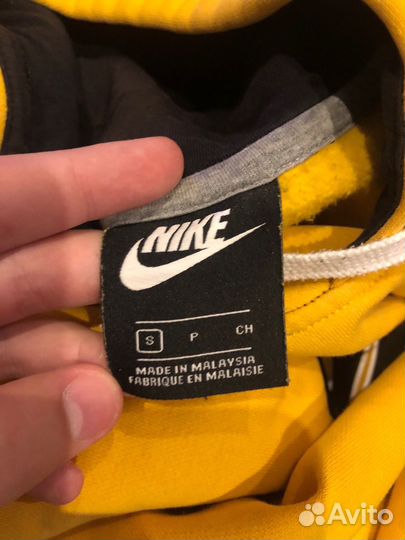 NIKE
S P CH
MADE IN MALAYSIA
FABRIQUE EN MALAISIE
Avito